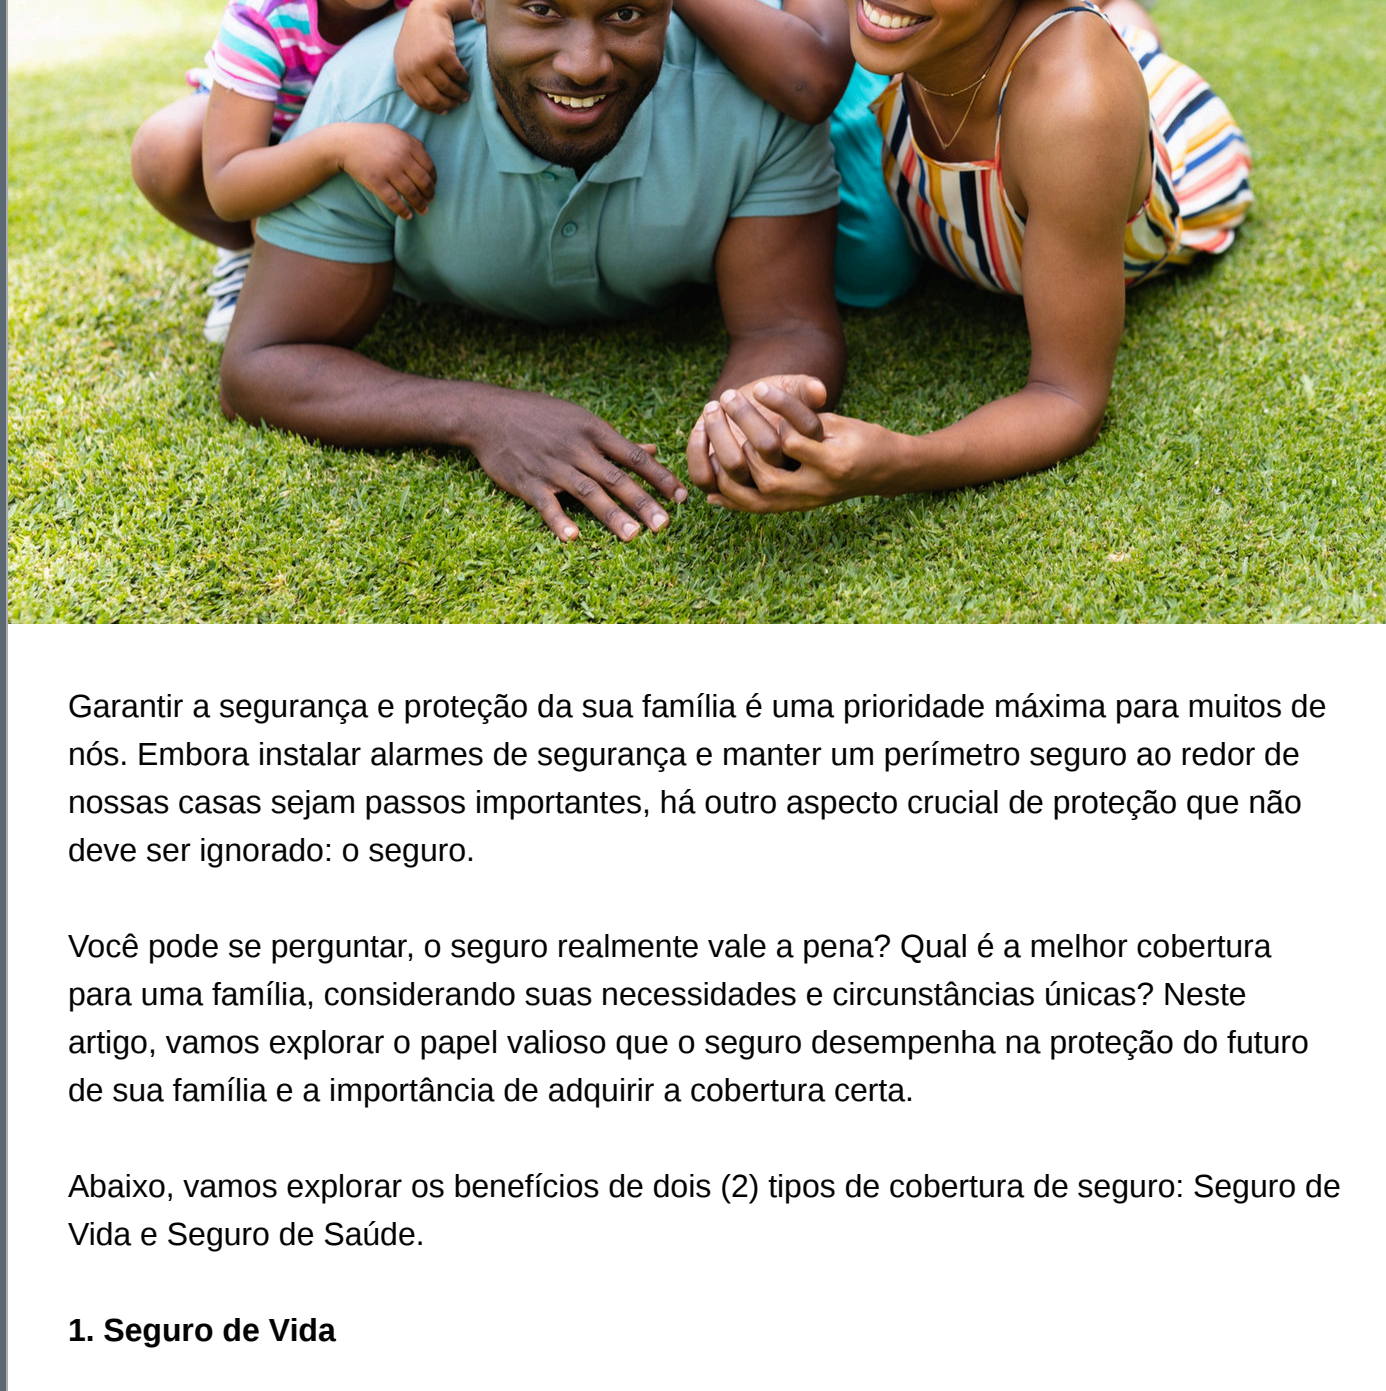 Garantir a segurança e proteção da sua família é uma prioridade máxima para muitos de
nós. Embora instalar alarmes de segurança e manter um perímetro seguro ao redor de
nossas casas sejam passos importantes, há outro aspecto crucial de proteção que não
deve ser ignorado: o seguro.
Você pode se perguntar, o seguro realmente vale a pena? Qual é a melhor cobertura
para uma família, considerando suas necessidades e circunstâncias únicas? Neste
artigo, vamos explorar o papel valioso que o seguro desempenha na proteção do futuro
de sua família e a importância de adquirir a cobertura certa.
Abaixo, vamos explorar os benefícios de dois (2) tipos de cobertura de seguro: Seguro de
Vida e Seguro de Saúde.
1. Seguro de Vida